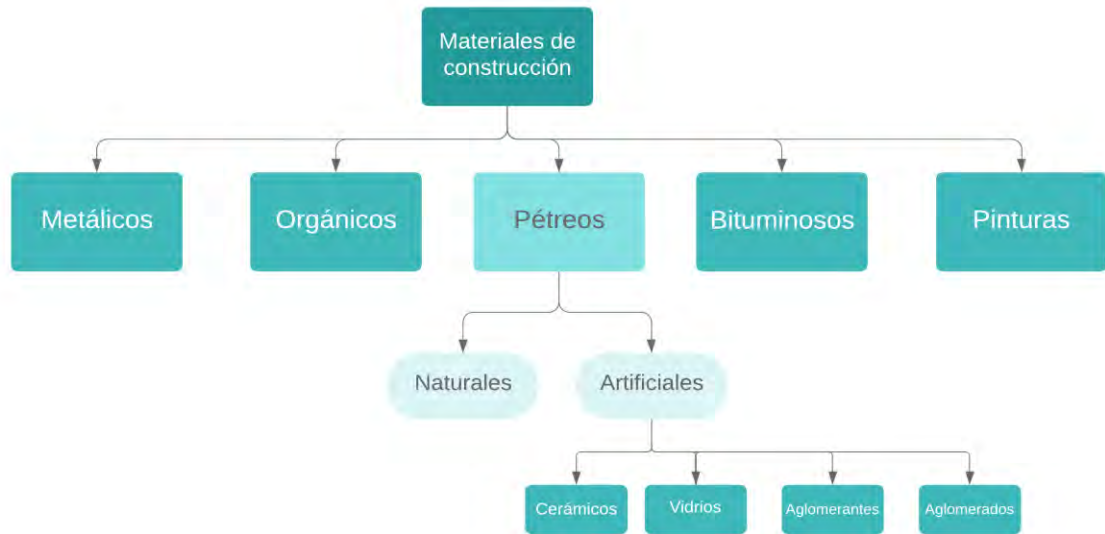 Materiales de
construcción
Metálicos
Orgánicos
Pétreos
Bituminosos
Pinturas
Naturales
Artificiales
Cerámicos
Vidrios
Aglomerantes
Aglomerados